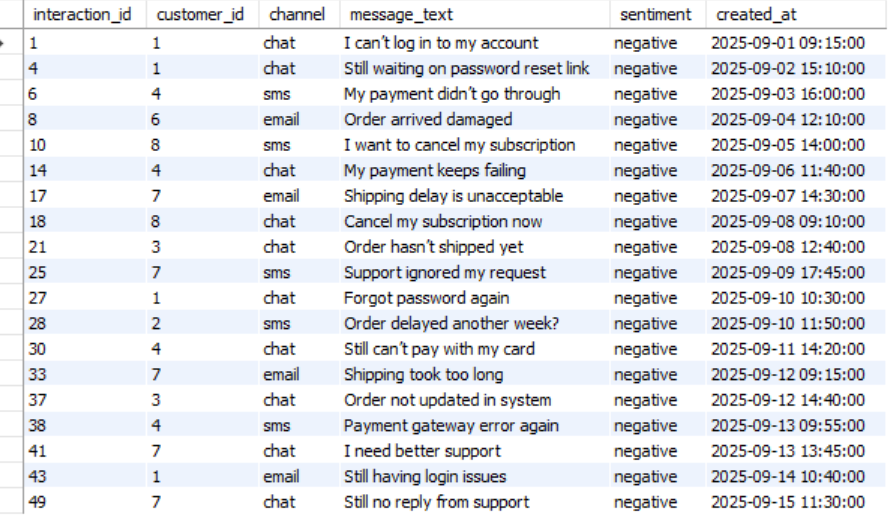 interaction_id customer_id channel message_text sentiment created_at
1 1 chat I can't log in to my account negative 2025-09-01 09:15:00
4 1 chat Still waiting on password reset link negative 2025-09-02 15:10:00
6 4 sms My payment didn't go through negative 2025-09-03 16:00:00
8 6 email Order arrived damaged negative 2025-09-04 12:10:00
10 8 sms I want to cancel my subscription negative 2025-09-05 14:00:00
14 4 chat My payment keeps failing negative 2025-09-06 11:40:00
17 7 email Shipping delay is unacceptable negative 2025-09-07 14:30:00
18 8 chat Cancel my subscription now negative 2025-09-08 09:10:00
21 3 chat Order hasn't shipped yet negative 2025-09-08 12:40:00
25 7 sms Support ignored my request negative 2025-09-09 17:45:00
27 1 chat Forgot password again negative 2025-09-10 10:30:00
28 2 sms Order delayed another week? negative 2025-09-10 11:50:00
30 4 chat Still can't pay with my card negative 2025-09-11 14:20:00
33 7 email Shipping took too long negative 2025-09-12 09:15:00
37 3 chat Order not updated in system negative 2025-09-12 14:40:00
38 4 sms Payment gateway error again negative 2025-09-13 09:55:00
41 7 chat I need better support negative 2025-09-13 13:45:00
43 1 email Still having login issues negative 2025-09-14 10:40:00
49 7 chat Still no reply from support negative 2025-09-15 11:30:00